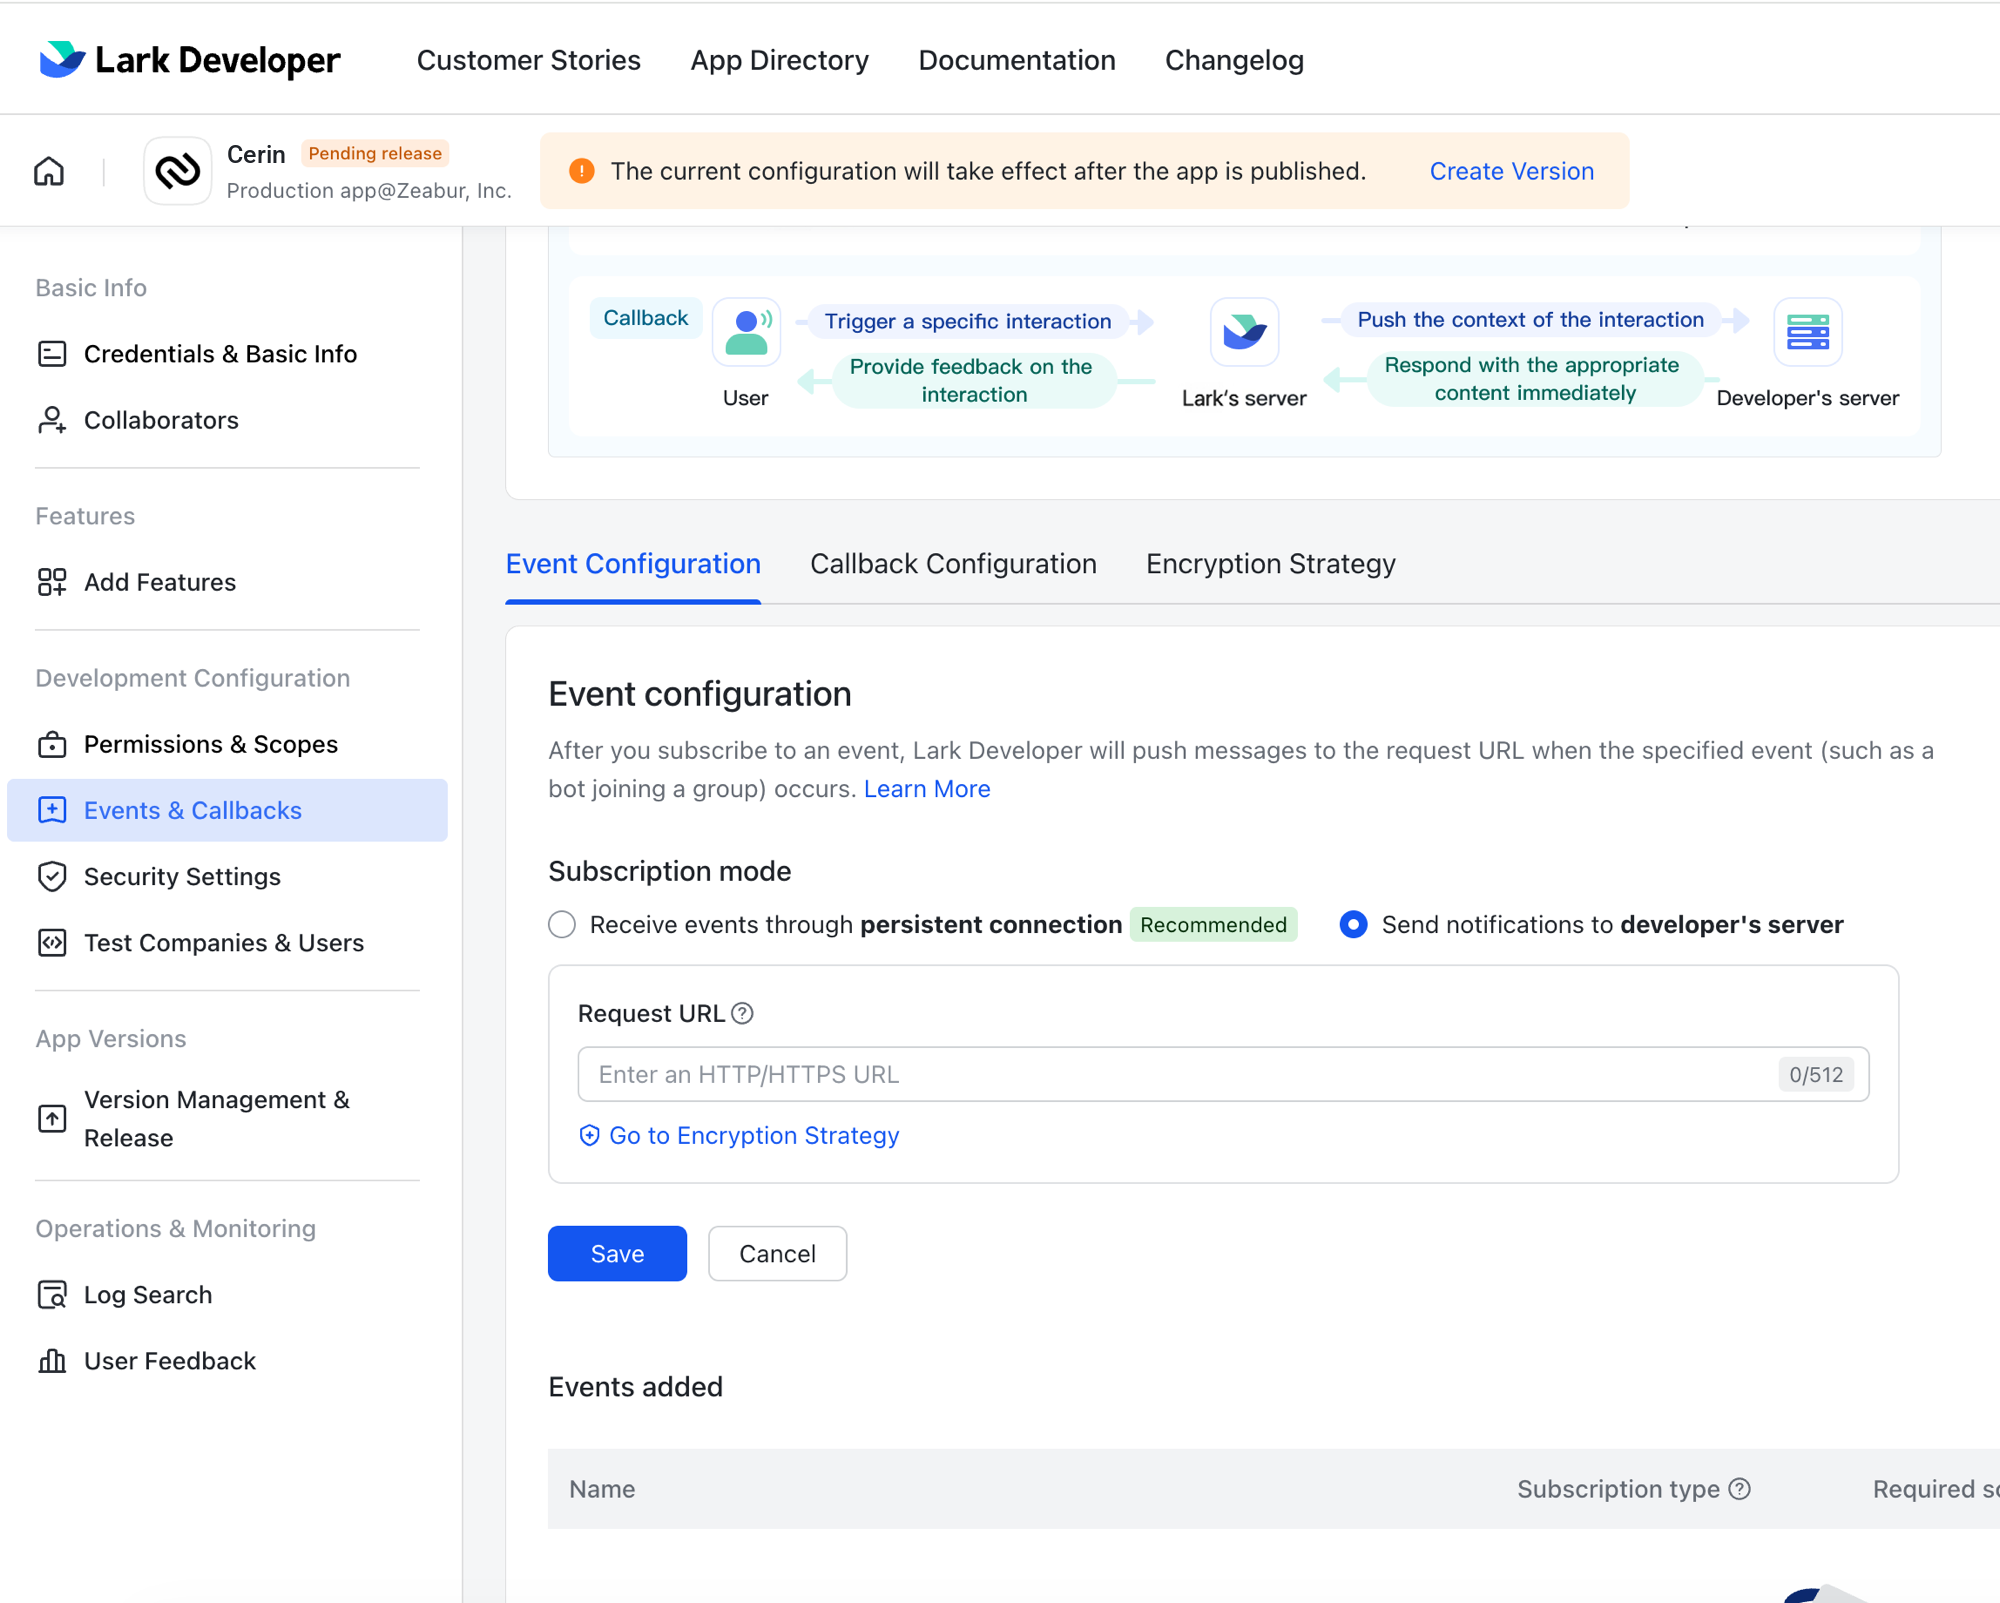 Lark Developer
Customer Stories
App Directory
Documentation
Changelog
Cerin
Pending release
Production app@Zeabur, Inc.
The current configuration will take effect after the app is published.
Create Version
Basic Info
Credentials & Basic Info
Collaborators
Features
Add Features
Development Configuration
Permissions & Scopes
Events & Callbacks
Security Settings
Test Companies & Users
App Versions
Version Management &
Release
Operations & Monitoring
Log Search
User Feedback
Callback
User
Trigger a specific interaction
Provide feedback on the
interaction
Lark's server
Push the context of the interaction
Respond with the appropriate
content immediately
Developer's server
Event Configuration
Callback Configuration
Encryption Strategy
Event configuration
After you subscribe to an event, Lark Developer will push messages to the request URL when the specified event (such as a
bot joining a group) occurs. Learn More
Subscription mode
Receive events through persistent connection
Recommended
Send notifications to developer's server
Request URL
Enter an HTTP/HTTPS URL
0/512
Go to Encryption Strategy
Save
Cancel
Events added
Name
Subscription type
Required